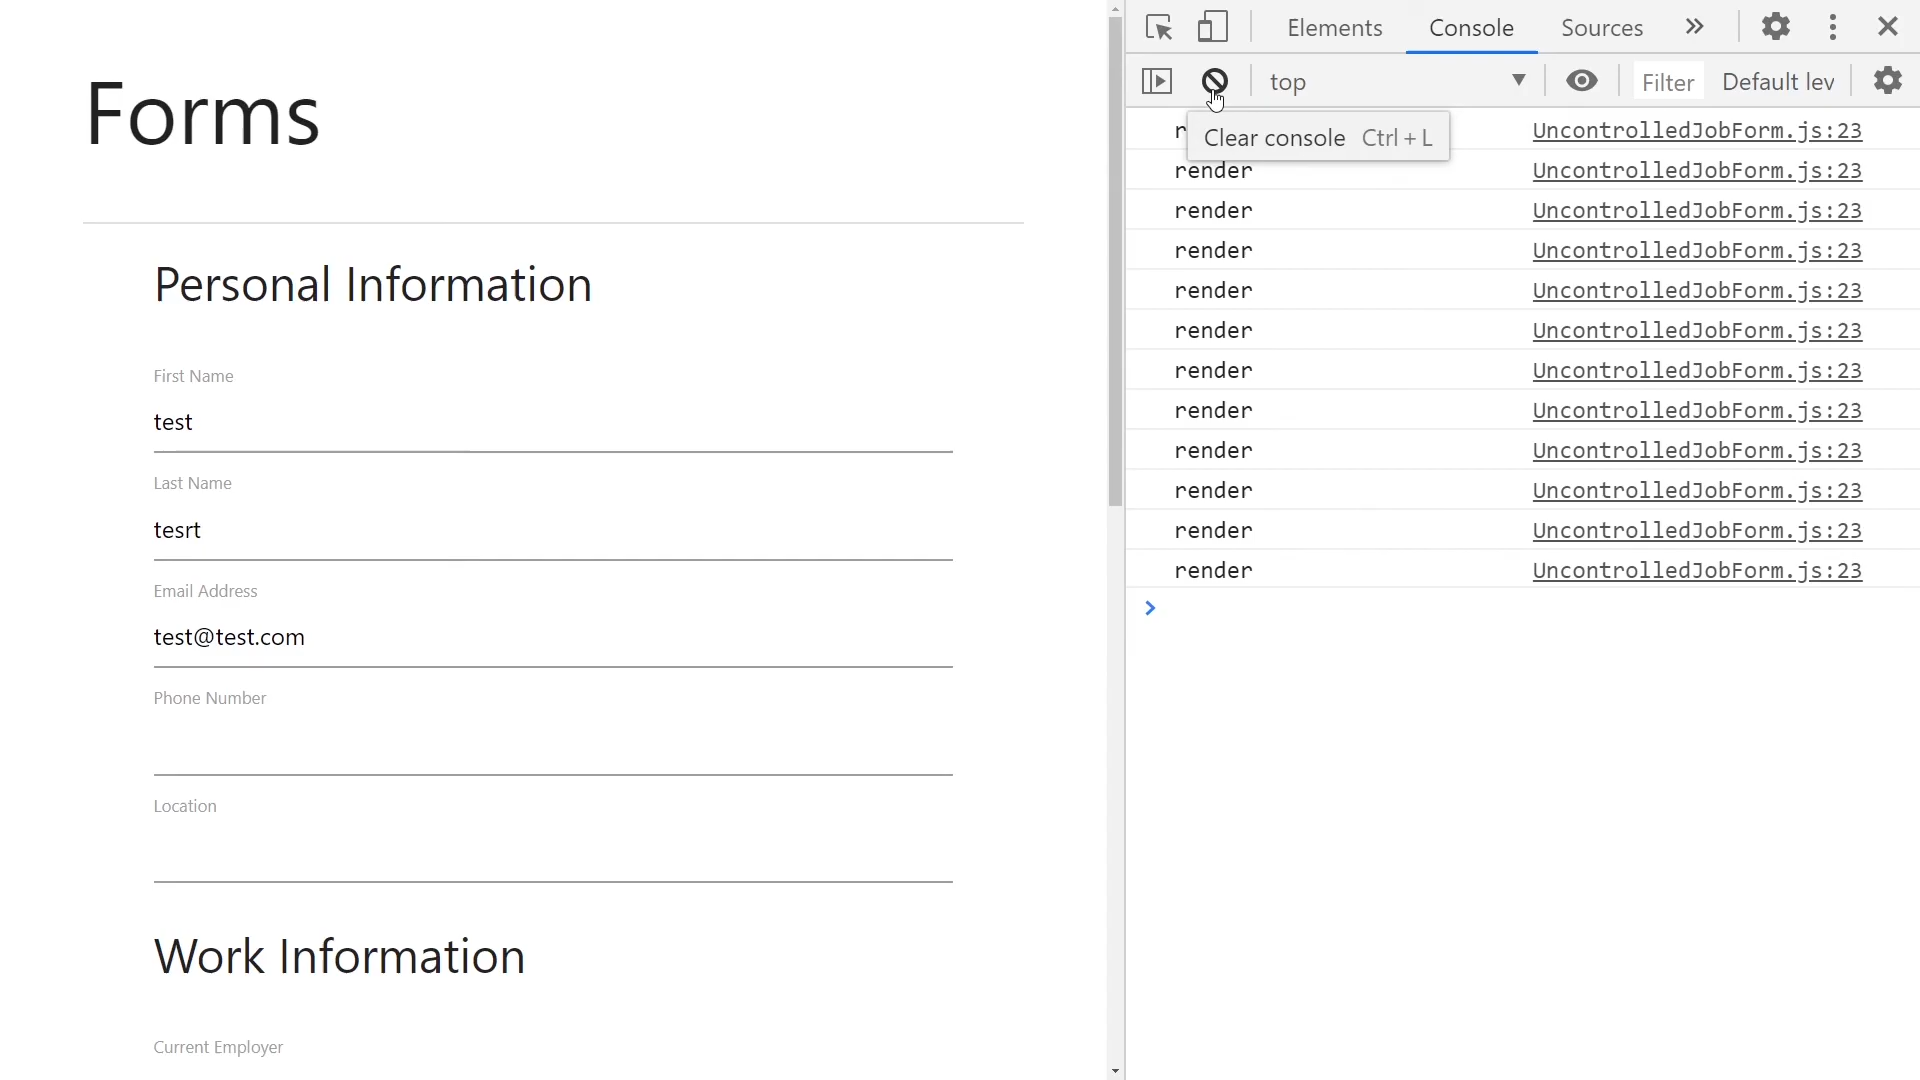 Forms
Personal Information
First Name
test
Last Name
tesrt
Email Address
test@test.com
Phone Number
Location
Work Information
Current Employer
Elements Console Sources »
top ▼ Filter Default lev
r UncontrolledJobForm.js:23
Clear console Ctrl + L
render UncontrolledJobForm.js:23
render UncontrolledJobForm.js:23
render UncontrolledJobForm.js:23
render UncontrolledJobForm.js:23
render UncontrolledJobForm.js:23
render UncontrolledJobForm.js:23
render UncontrolledJobForm.js:23
render UncontrolledJobForm.js:23
render UncontrolledJobForm.js:23
render UncontrolledJobForm.js:23
render UncontrolledJobForm.js:23